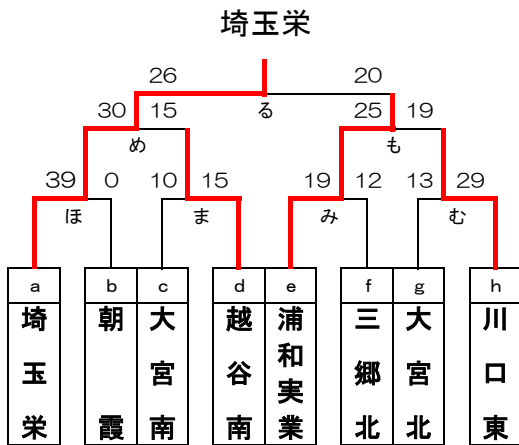 埼玉栄
26 20
る
30 15 25 19
め も
39 0 10 15 19 12 13 29
ほ ま み む
a b c d e f g h
埼玉栄 朝霞 大宮南 越谷南 浦和実業 三郷北 大宮北 川口東